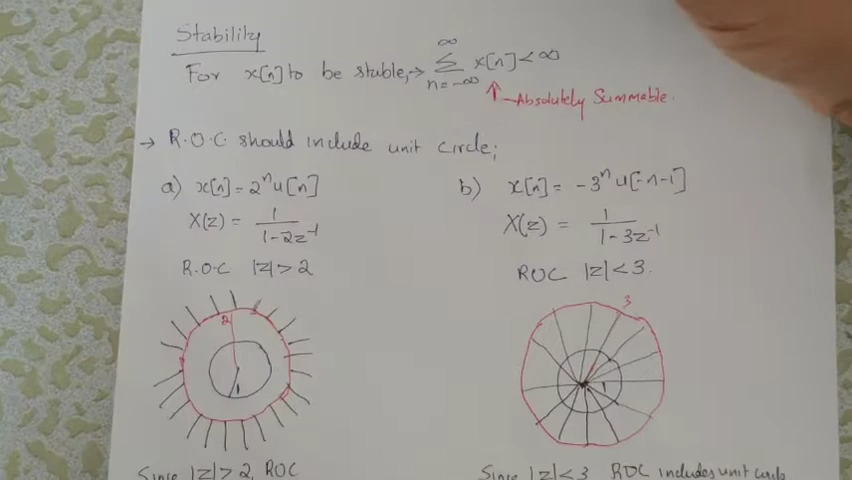 Stability
For x[n] to be stable, → ∞ Σ n=-∞ x[n] < ∞
↑ Absolutely Summable.
→ R.O.C should include unit circle;
a) x[n] = 2^n u[n]
X(z) = 1 / 1-2z^-1
R.O.C |z| > 2
2
1
Since |z| > 2, ROC
b) x[n] = -3^n u[-n-1]
X(z) = 1 / 1-3z^-1
ROC |z| < 3.
3
1
Since |z| < 3 ROC includes unit circle